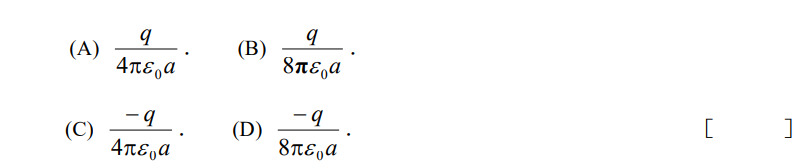 (A) q/4πε₀a . (B) q/8πε₀a .
(C) −q/4πε₀a . (D) −q/8πε₀a . [ ]